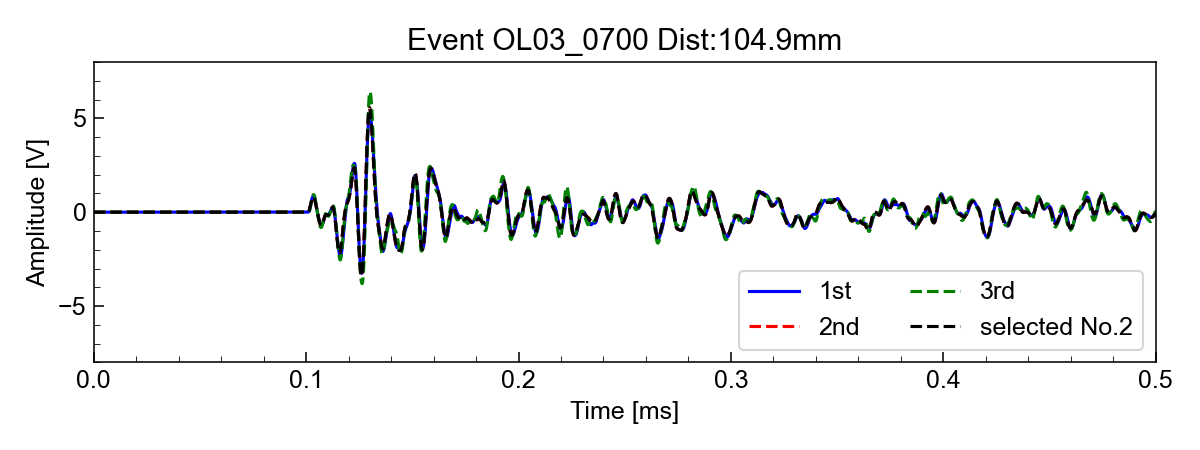 Event OL03_0700 Dist:104.9mm
Amplitude [V]
5
0
−5
1st
2nd
3rd
selected No.2
0.0 0.1 0.2 0.3 0.4 0.5
Time [ms]